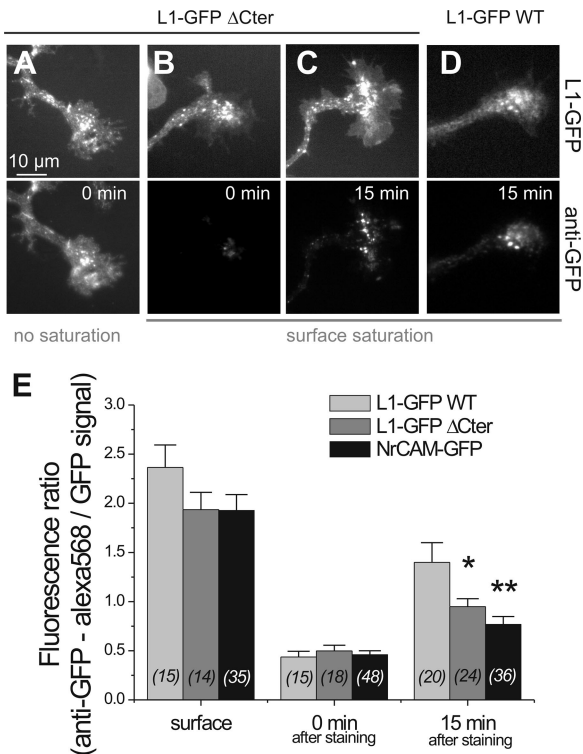 L1-GFP ΔCter
L1-GFP WT
A
B
C
D
L1-GFP
10 µm
0 min
0 min
15 min
15 min
anti-GFP
no saturation
surface saturation
E
Fluorescence ratio
(anti-GFP - alexa568 / GFP signal)
3.0
2.5
2.0
1.5
1.0
0.5
0.0
L1-GFP WT
L1-GFP ΔCter
NrCAM-GFP
*
**
(15)
(14)
(35)
(15)
(18)
(48)
(20)
(24)
(36)
surface
0 min
after staining
15 min
after staining